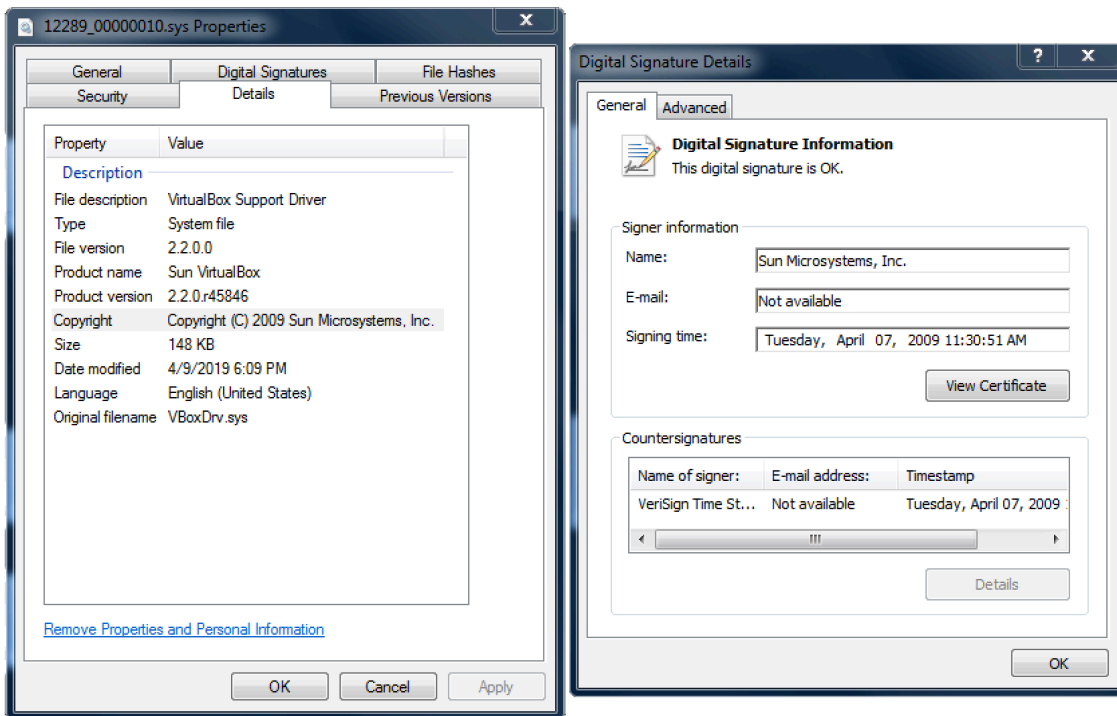 12289_00000010.sys Properties
General
Digital Signatures
File Hashes
Security
Details
Previous Versions
Property Value
Description
File description VirtualBox Support Driver
Type System file
File version 2.2.0.0
Product name Sun VirtualBox
Product version 2.2.0.r45846
Copyright Copyright (C) 2009 Sun Microsystems, Inc.
Size 148 KB
Date modified 4/9/2019 6:09 PM
Language English (United States)
Original filename VBoxDrv.sys
Remove Properties and Personal Information
OK Cancel Apply
Digital Signature Details
General Advanced
Digital Signature Information
This digital signature is OK.
Signer information
Name: Sun Microsystems, Inc.
E-mail: Not available
Signing time: Tuesday, April 07, 2009 11:30:51 AM
View Certificate
Countersignatures
Name of signer: E-mail address: Timestamp
VeriSign Time St... Not available Tuesday, April 07, 2009
Details
OK